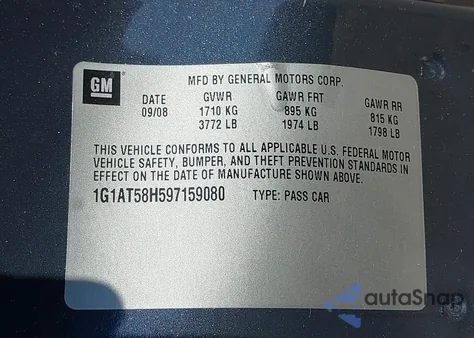 GM
MFD BY GENERAL MOTORS CORP.
DATE GVWR GAWR FRT GAWR RR
09/08 1710 KG 895 KG 815 KG
3772 LB 1974 LB 1798 LB
THIS VEHICLE CONFORMS TO ALL APPLICABLE U.S. FEDERAL MOTOR
VEHICLE SAFETY, BUMPER, AND THEFT PREVENTION STANDARDS IN
EFFECT ON THE DATE OF MANUFACTURE SHOWN ABOVE.
1G1AT58H597159080 TYPE: PASS CAR
autoSnap